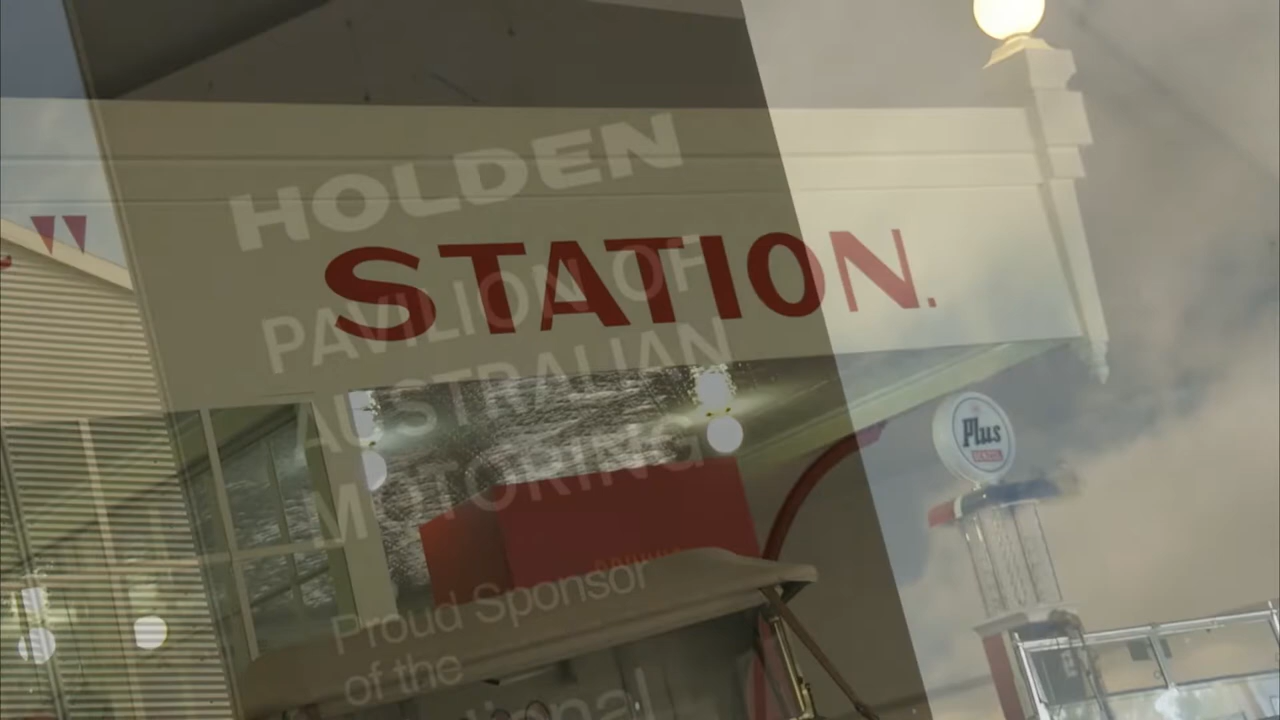 HOLDEN
PAVILION OF
AUSTRALIAN
MOTORING
Proud Sponsor
of the
"
STATION.
Plus